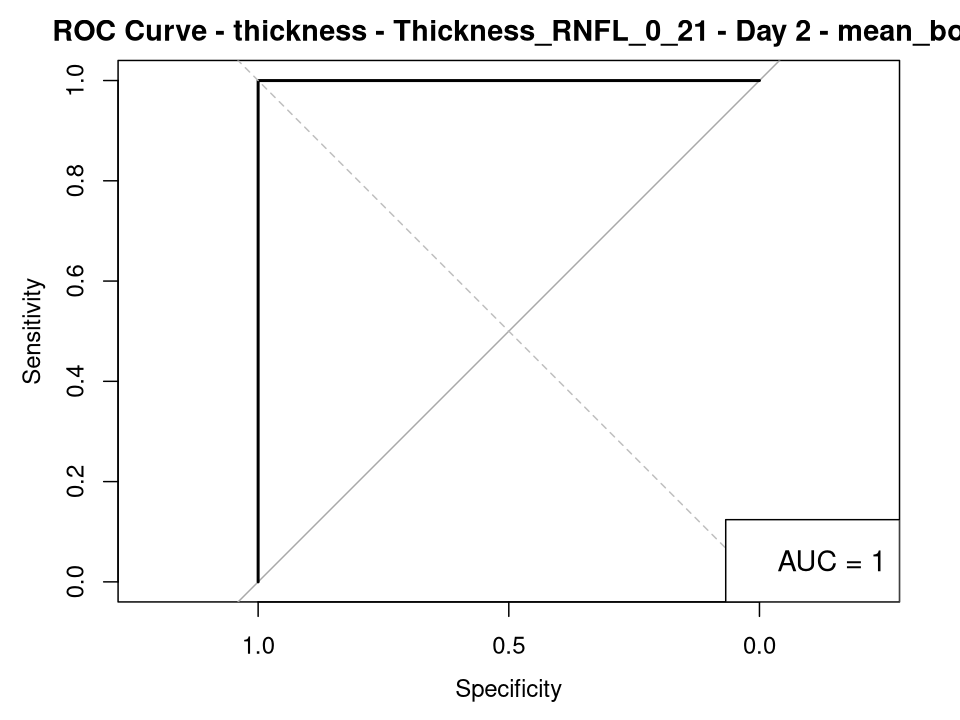 ROC Curve - thickness - Thickness_RNFL_0_21 - Day 2 - mean_bo
1.0
0.8
0.6
0.4
0.2
0.0
Sensitivity
AUC = 1
1.0 0.5 0.0
Specificity